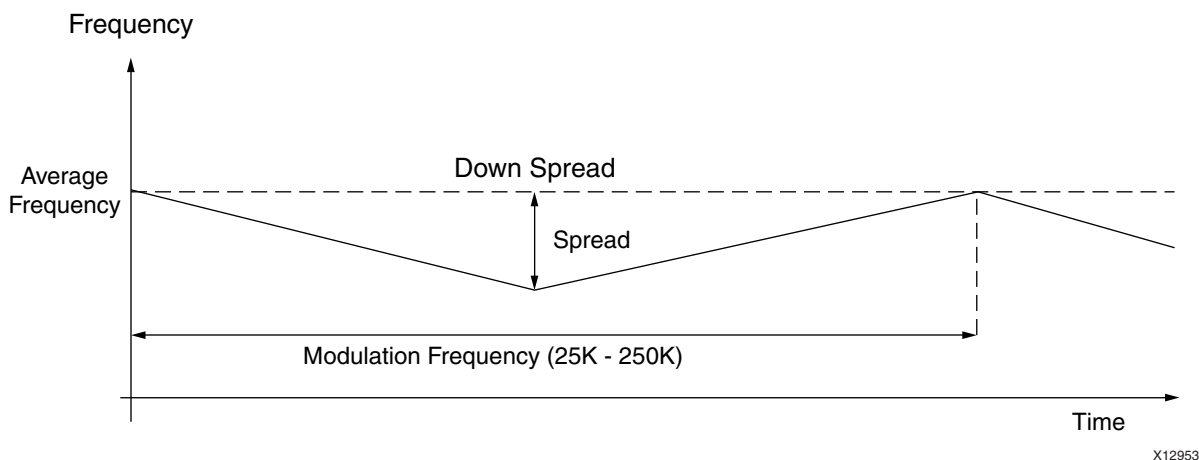 Frequency
Down Spread
Average
Frequency
Spread
Modulation Frequency (25K - 250K)
Time
X12953